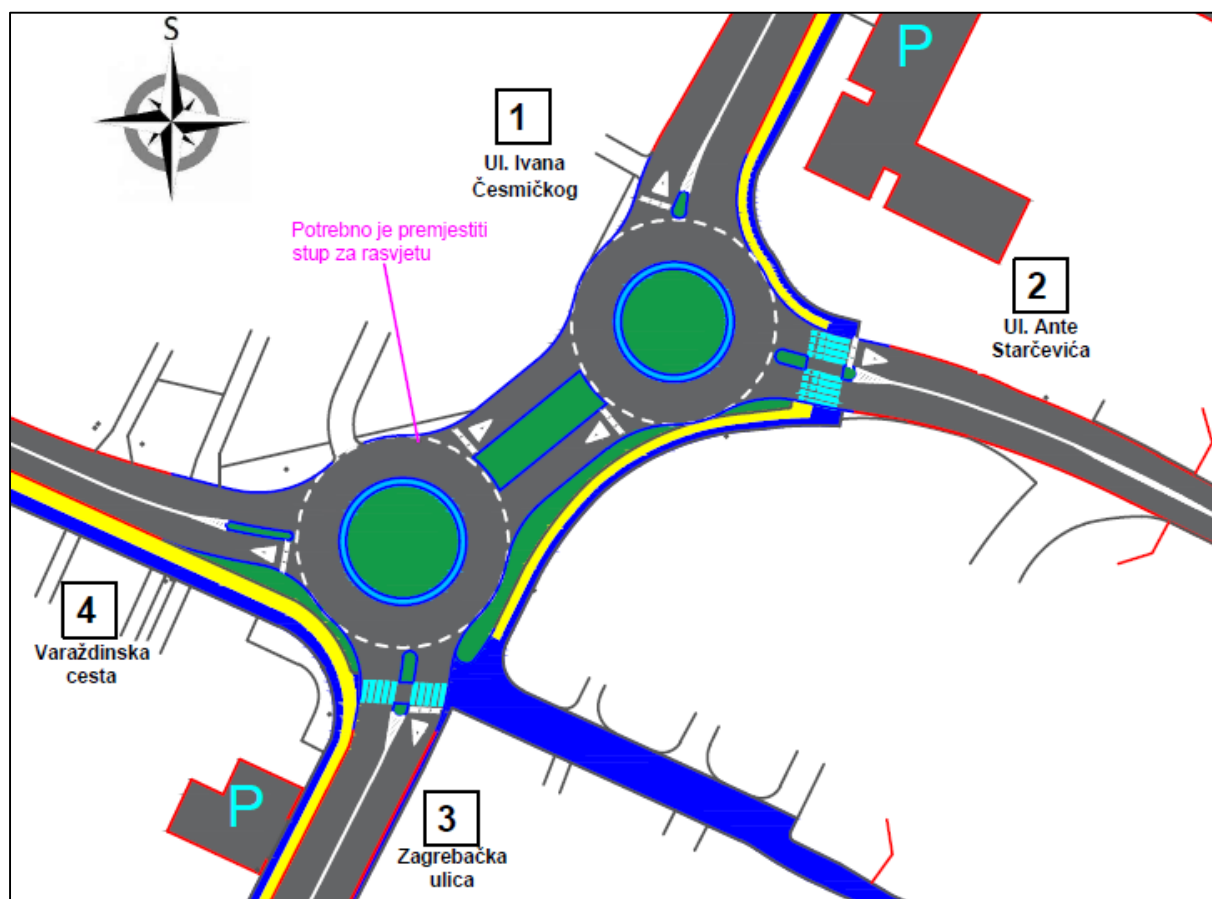 S
P
1
Ul. Ivana
Česmičkog
Potrebno je premjestiti
stup za rasvjetu
2
Ul. Ante
Starčevića
4
Varaždinska
cesta
P
3
Zagrebačka
ulica